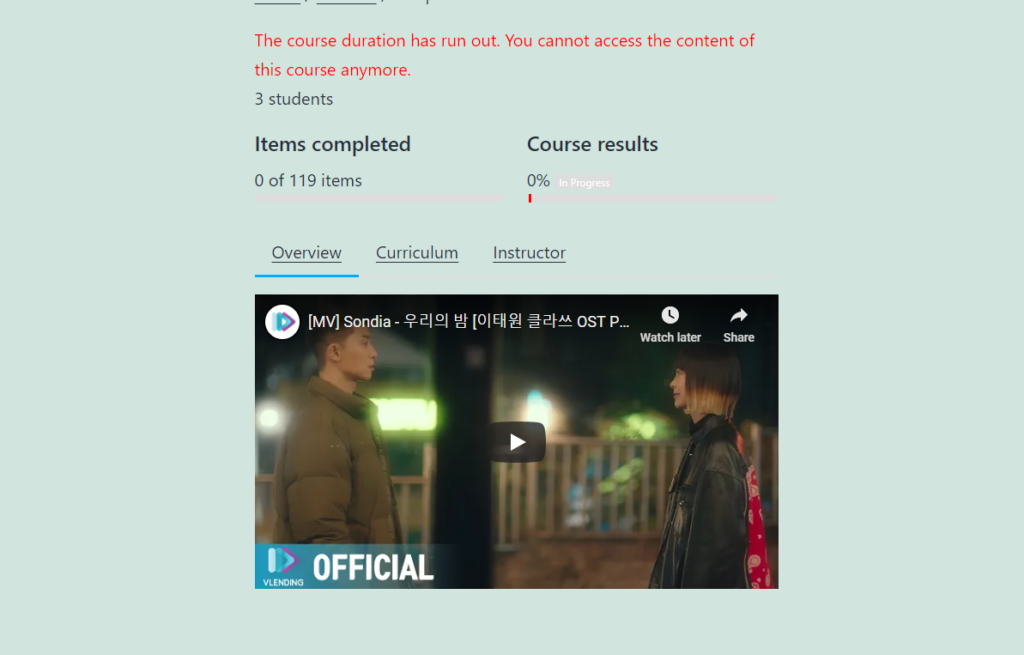 The course duration has run out. You cannot access the content of
this course anymore.
3 students
Items completed
0 of 119 items
Course results
0% In Progress
Overview Curriculum Instructor
[MV] Sondia - 우리의 밤 [이태원 클라쓰 OST P...
Watch later Share
VLENDING OFFICIAL